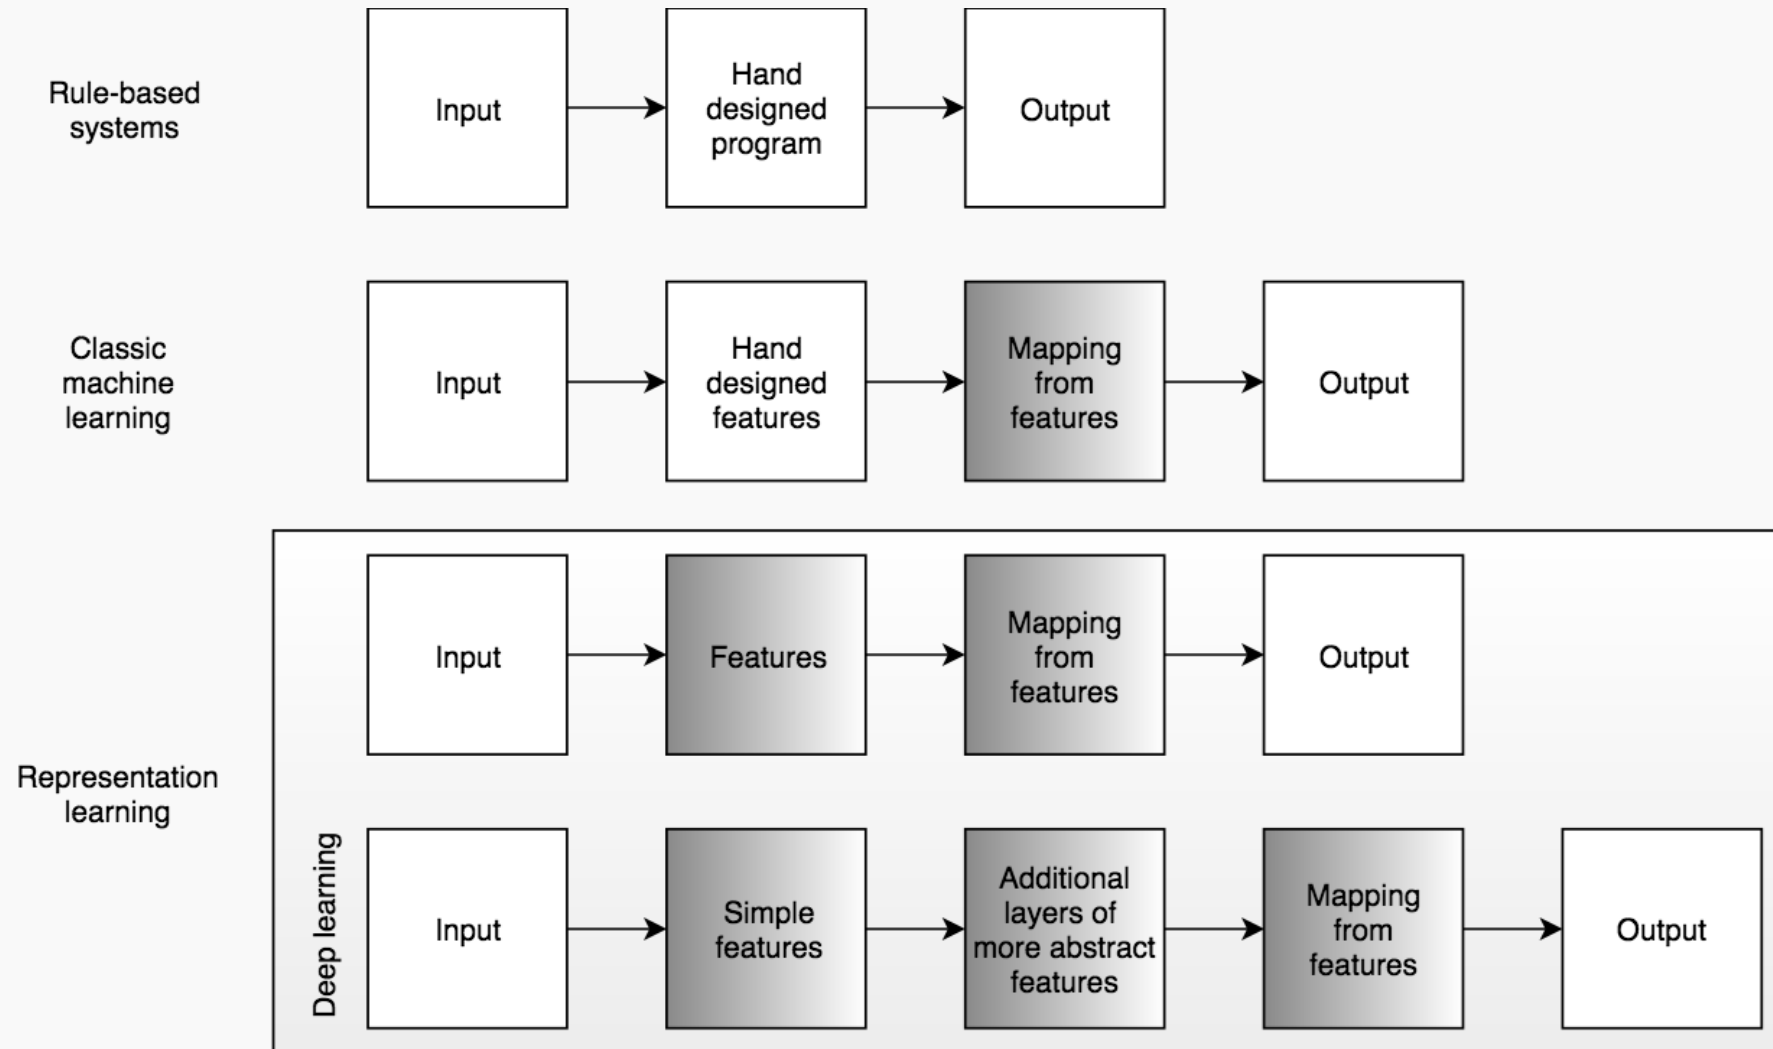 Rule-based
systems
Input
Hand
designed
program
Output
Classic
machine
learning
Input
Hand
designed
features
Mapping
from
features
Output
Representation
learning
Input
Features
Mapping
from
features
Output
Deep learning
Input
Simple
features
Additional
layers of
more abstract
features
Mapping
from
features
Output